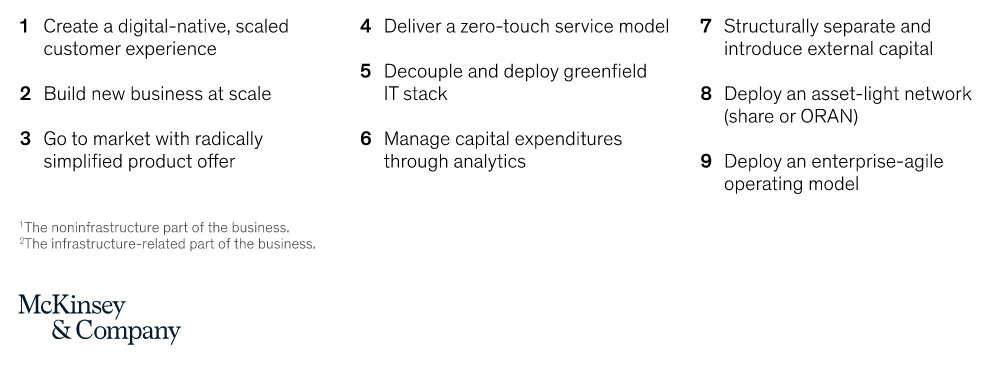 1 Create a digital-native, scaled
customer experience
2 Build new business at scale
3 Go to market with radically
simplified product offer
4 Deliver a zero-touch service model
5 Decouple and deploy greenfield
IT stack
6 Manage capital expenditures
through analytics
7 Structurally separate and
introduce external capital
8 Deploy an asset-light network
(share or ORAN)
9 Deploy an enterprise-agile
operating model
¹The noninfrastructure part of the business.
²The infrastructure-related part of the business.
McKinsey
& Company